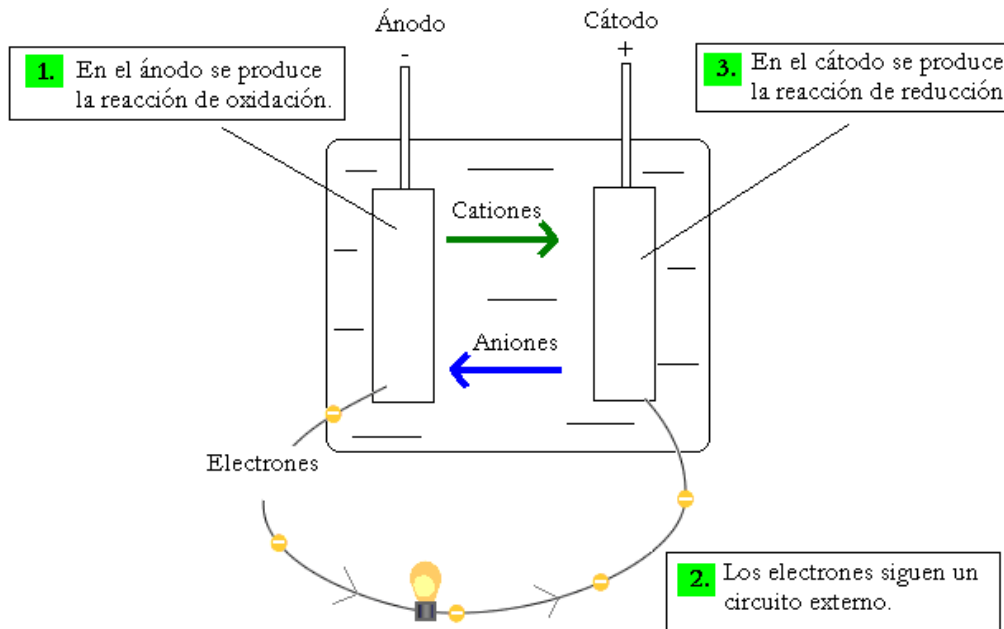 Ánodo
-
Cátodo
+
1. En el ánodo se produce
la reacción de oxidación.
3. En el cátodo se produce
la reacción de reducción
Cationes
Aniones
Electrones
2. Los electrones siguen un
circuito externo.